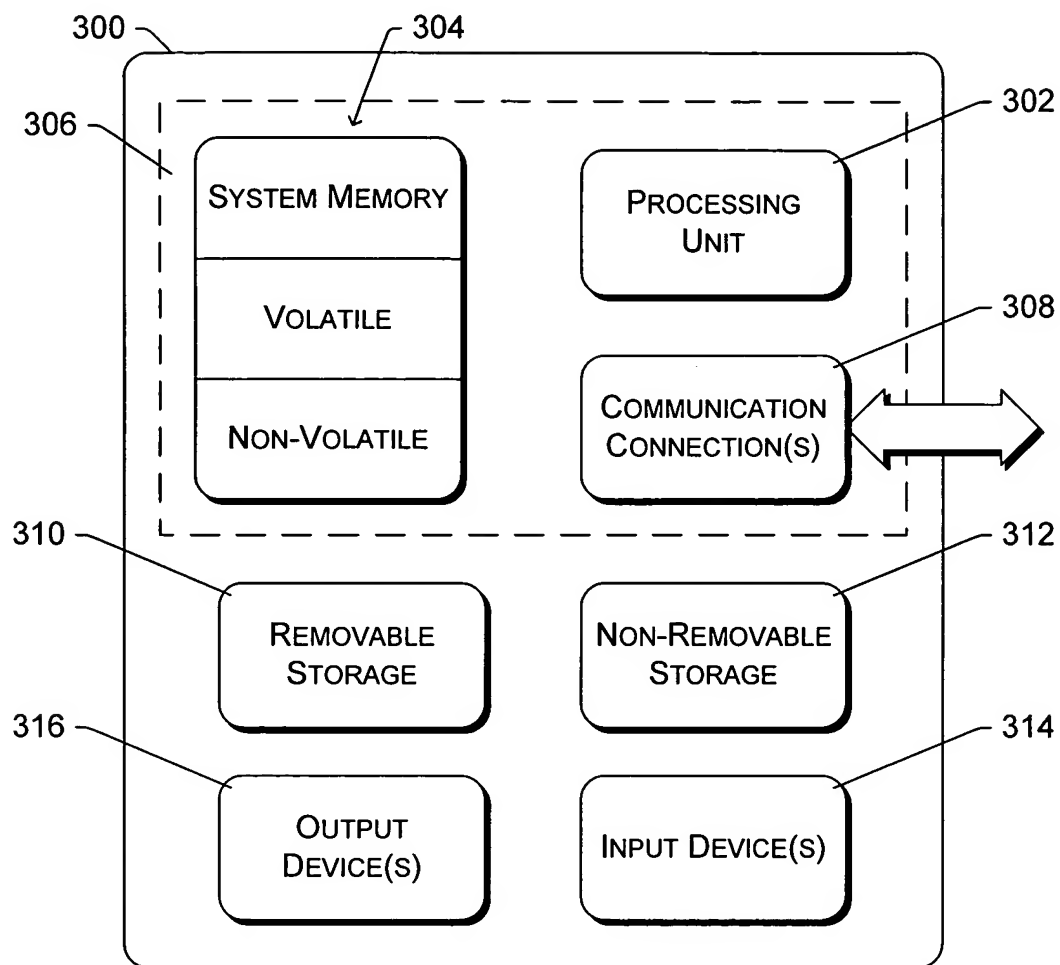 300
304
306
302
SYSTEM MEMORY
PROCESSING
UNIT
VOLATILE
308
NON-VOLATILE
COMMUNICATION
CONNECTION(S)
310
312
REMOVABLE
STORAGE
NON-REMOVABLE
STORAGE
316
314
OUTPUT
DEVICE(S)
INPUT DEVICE(S)